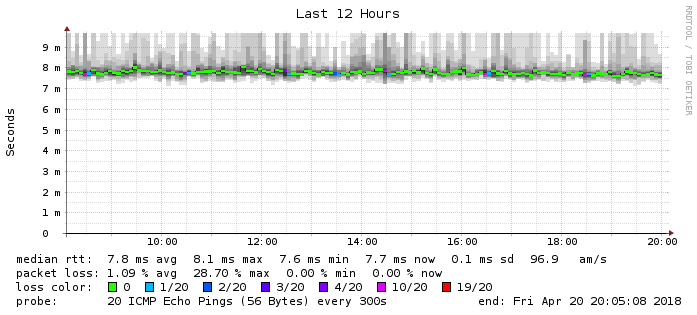 Last 12 Hours
RRDTOOL / TOBI OETIKER
Seconds
9 m
8 m
7 m
6 m
5 m
4 m
3 m
2 m
1 m
0
10:00 12:00 14:00 16:00 18:00 20:00
median rtt: 7.8 ms avg 8.1 ms max 7.6 ms min 7.7 ms now 0.1 ms sd 96.9 am/s
packet loss: 1.09 % avg 28.70 % max 0.00 % min 0.00 % now
loss color: 0 1/20 2/20 3/20 4/20 10/20 19/20
probe: 20 ICMP Echo Pings (56 Bytes) every 300s end: Fri Apr 20 20:05:08 2018